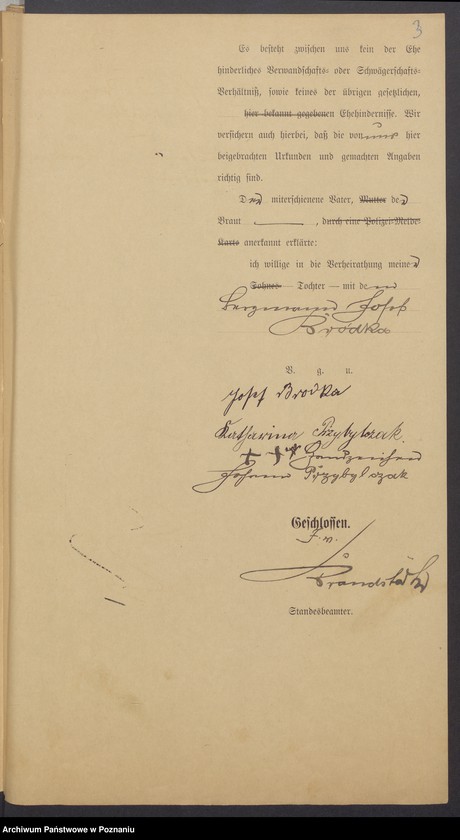 3
Es besteht zwischen uns kein der Ehe
hinderliches Verwandschafts- oder Schwägerschafts-
Verhältniß, sowie keines der übrigen gesetzlichen,
hier bekannt gegebenen Ehehindernisse. Wir
versichern auch hierbei, daß die von uns hier
beigebrachten Urkunden und gemachten Angaben
richtig sind.
Der miterschienene Vater, Mutter der
Braut , durch eine Polizei-Melde-
Karte anerkannt erklärte:
ich willige in die Verheirathung meiner
Sohnes Tochter — mit dem
Bergmann Josef
Brodka
V. g. u.
Josef Brodka
Katharina Przybylczak.
+++ Handzeichen
Johann Przybylczak
Geschlossen.
J. v.
Brandstäter
Standesbeamter.
Archiwum Państwowe w Poznaniu